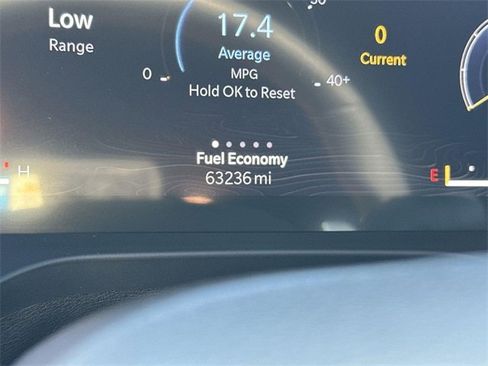 Low
Range
0
17.4
Average
MPG
Hold OK to Reset
40+
0
Current
Fuel Economy
63236 mi
H
E